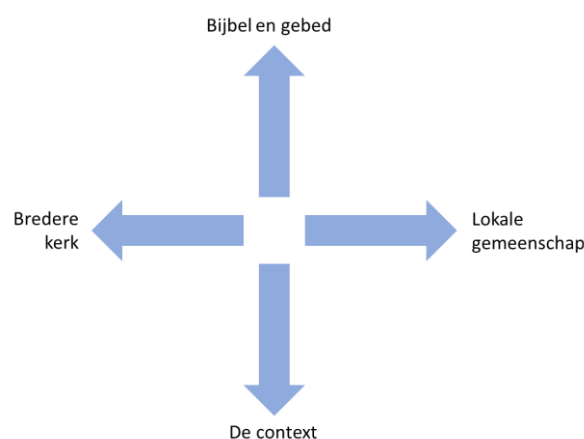 Bijbel en gebed
Bredere
kerk
Lokale
gemeenschap
De context